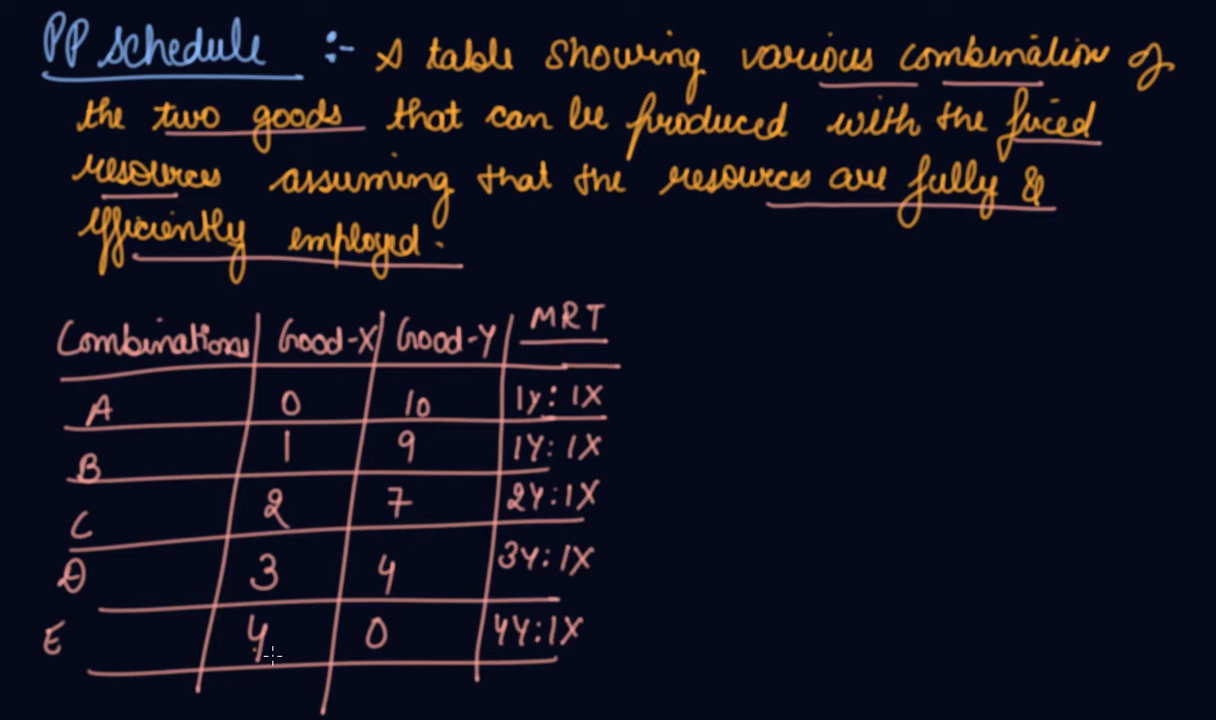 PP schedule :- A table showing various combination of
the two goods that can be produced with the fixed
resources assuming that the resources are fully &
efficiently employed.
Combinations Good-X Good-Y MRT
A 0 10 1Y: 1X
B 1 9 1Y: 1X
C 2 7 2Y:1X
D 3 4 3Y:1X
E 4 0 4Y:1X